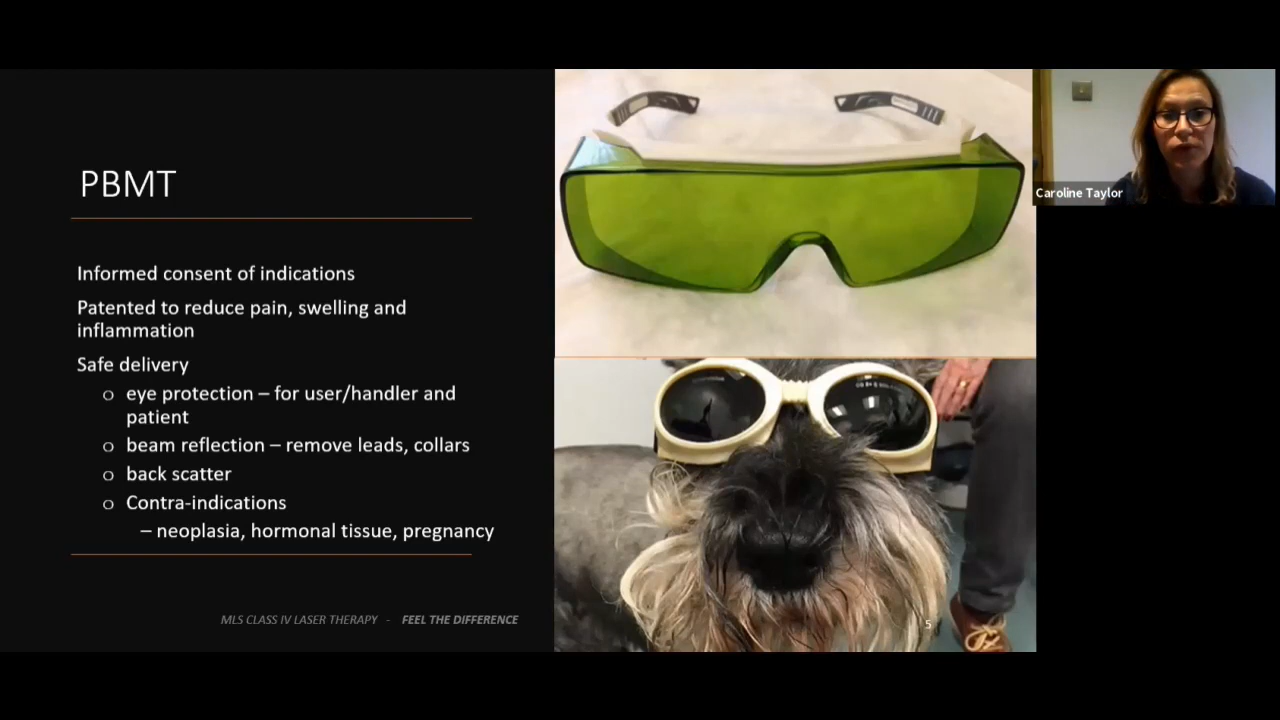 PBMT
Informed consent of indications
Patented to reduce pain, swelling and
inflammation
Safe delivery
o eye protection – for user/handler and
patient
o beam reflection – remove leads, collars
o back scatter
o Contra-indications
– neoplasia, hormonal tissue, pregnancy
MLS CLASS IV LASER THERAPY - FEEL THE DIFFERENCE
5
Caroline Taylor